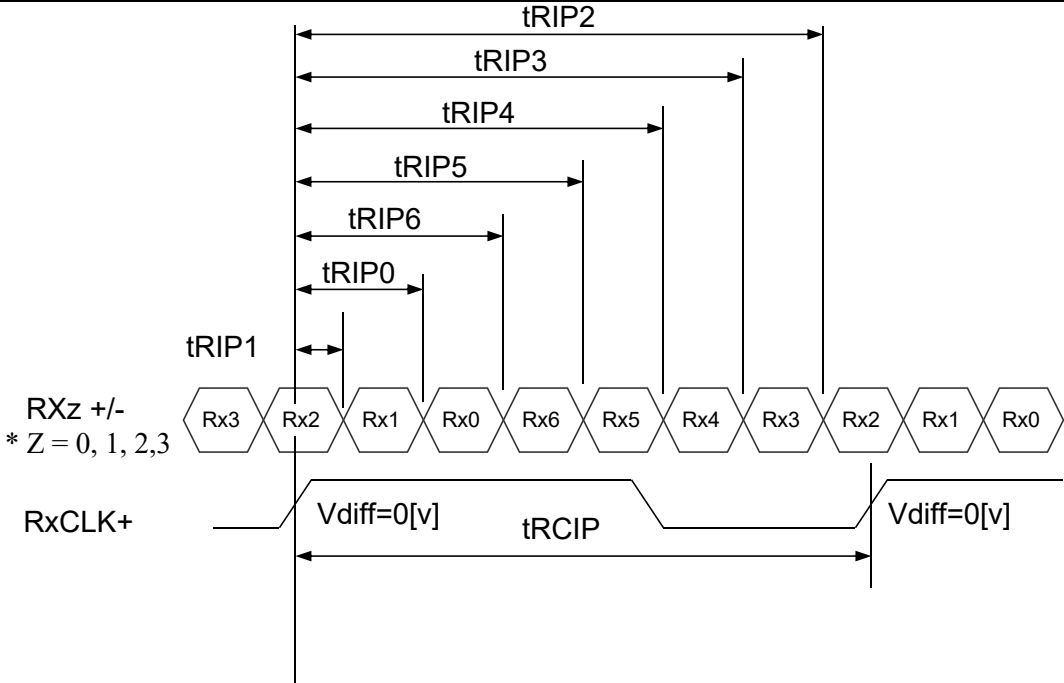 tRIP2
tRIP3
tRIP4
tRIP5
tRIP6
tRIP0
tRIP1
RXz +/-
* Z = 0, 1, 2,3
Rx3 Rx2 Rx1 Rx0 Rx6 Rx5 Rx4 Rx3 Rx2 Rx1 Rx0
RxCLK+
Vdiff=0[v]
Vdiff=0[v]
tRCIP